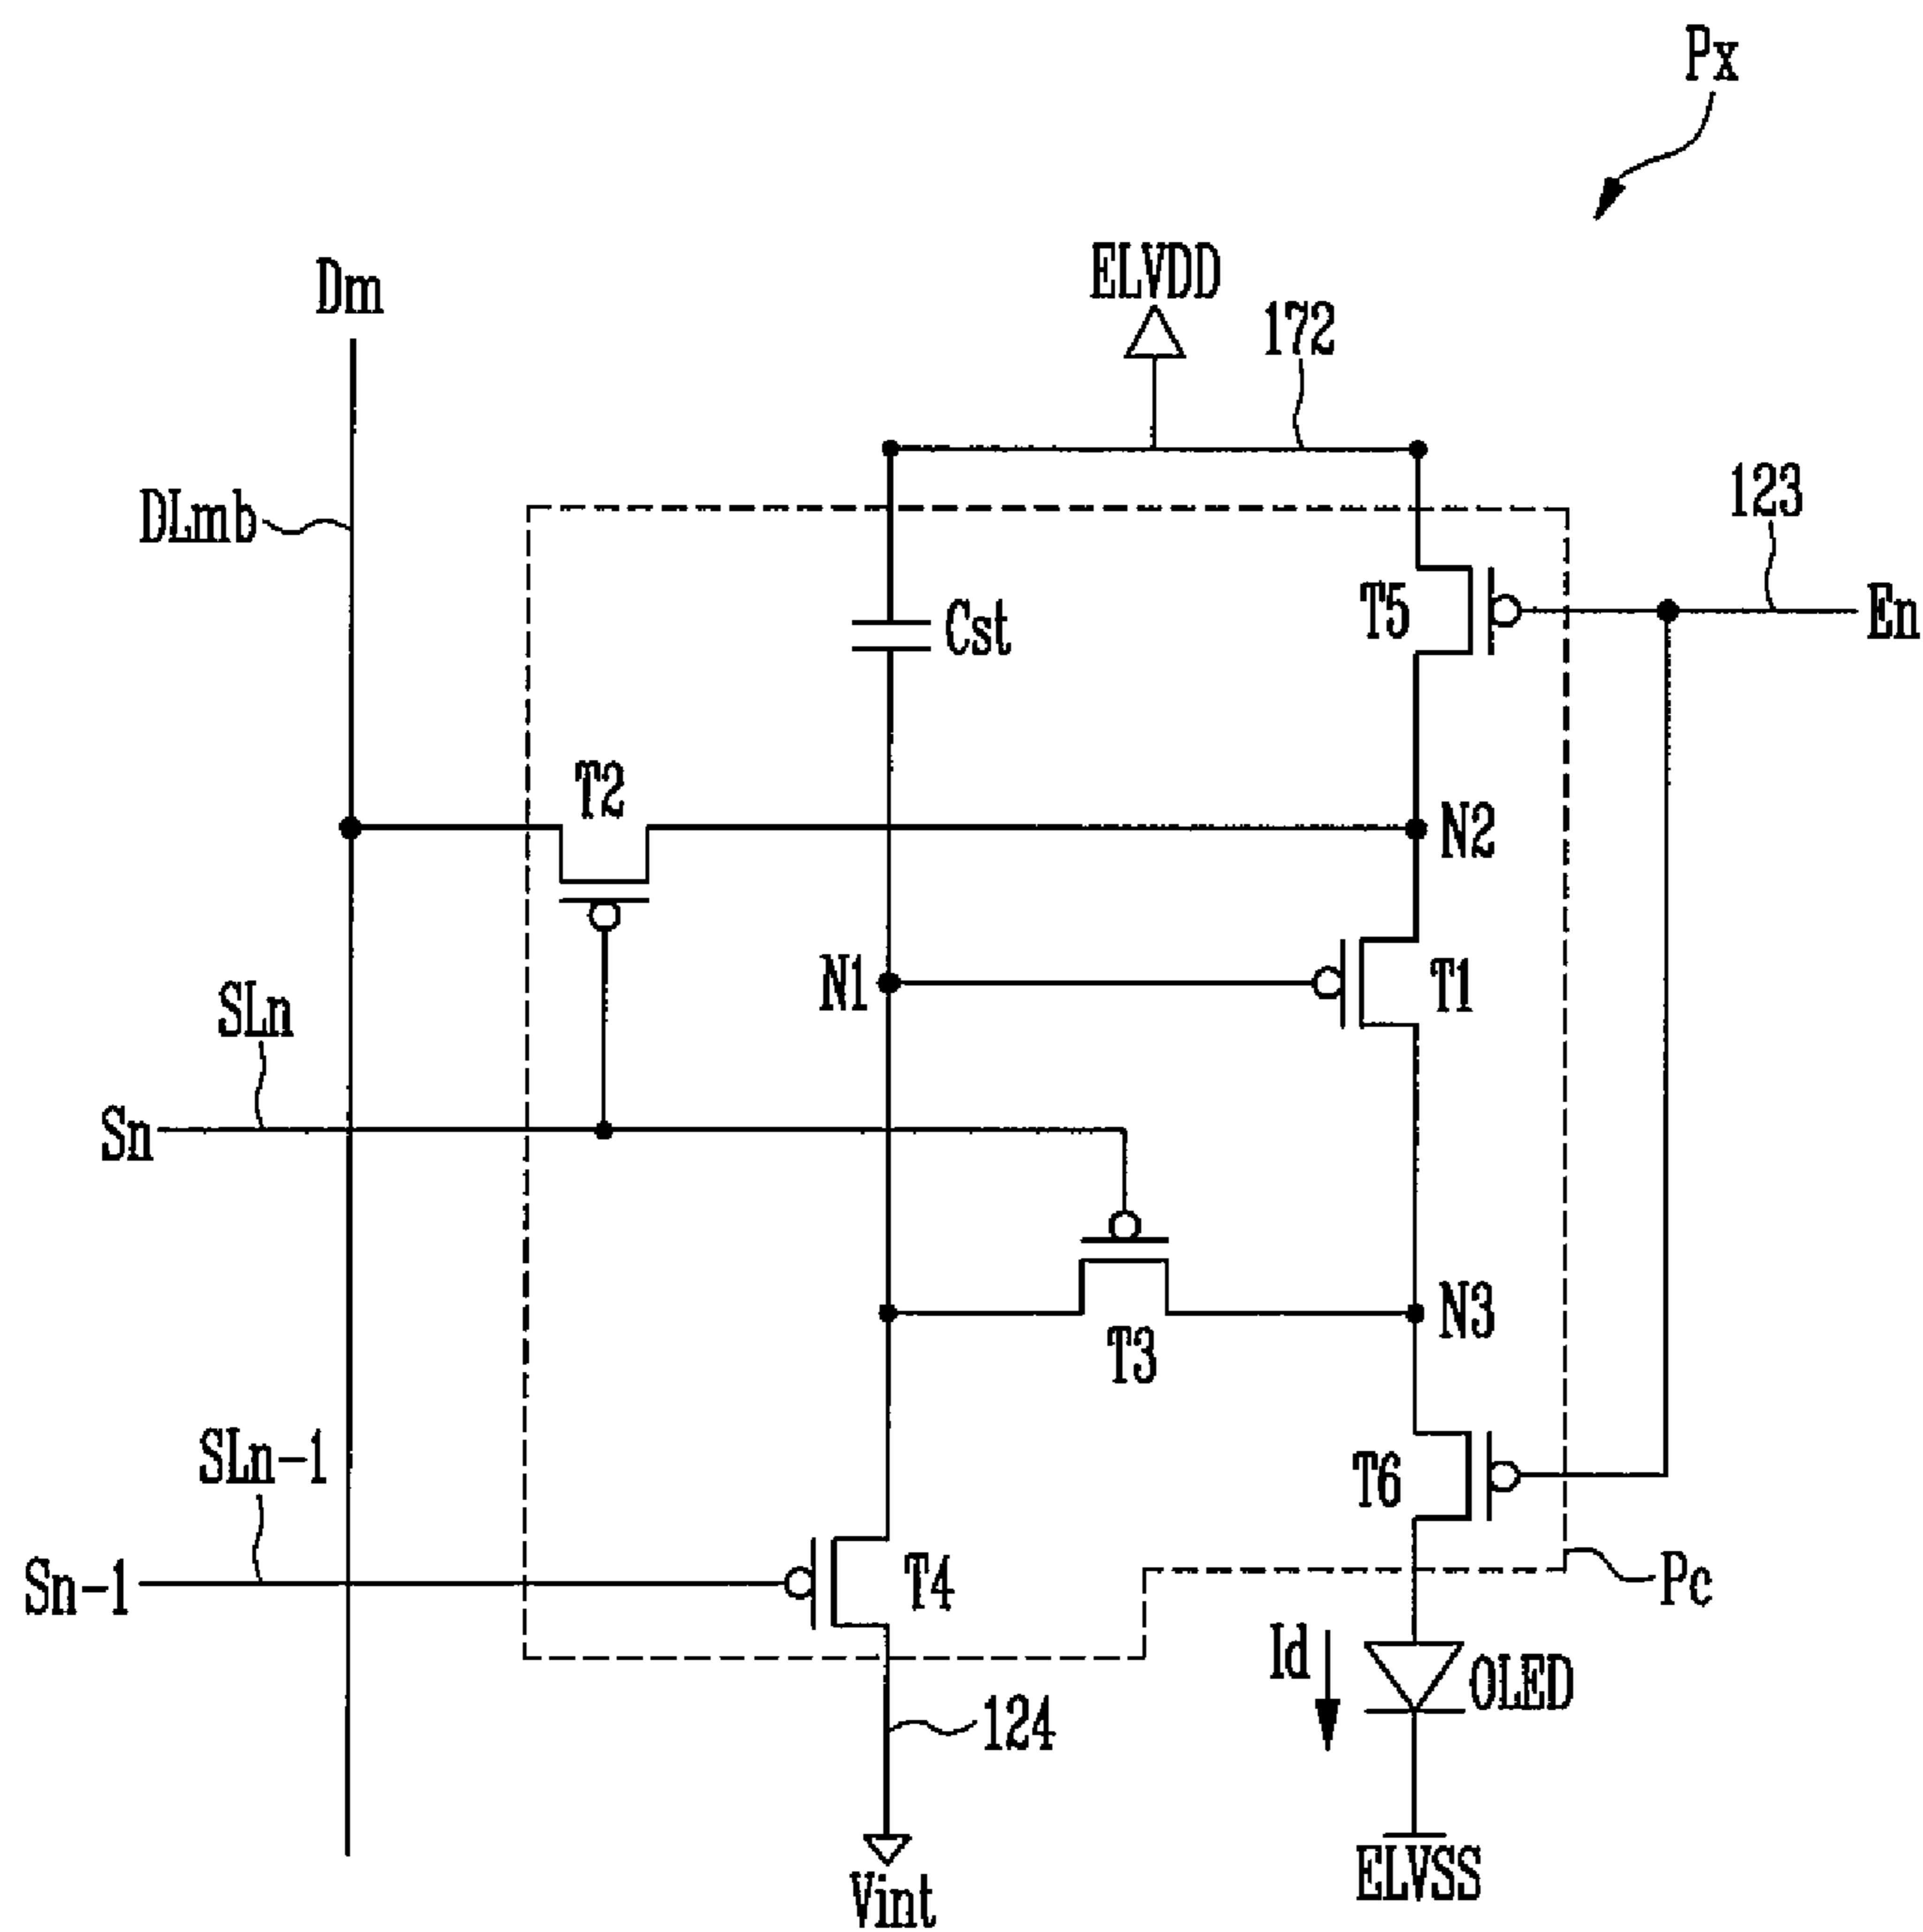 Px
Dm
ELVDD
172
DLmb
123
Cst
T5
En
T2
N2
N1
T1
SLn
Sn
N3
T3
SLn-1
T6
Sn-1
T4
Pc
Id
OLED
124
Vint
ELVSS